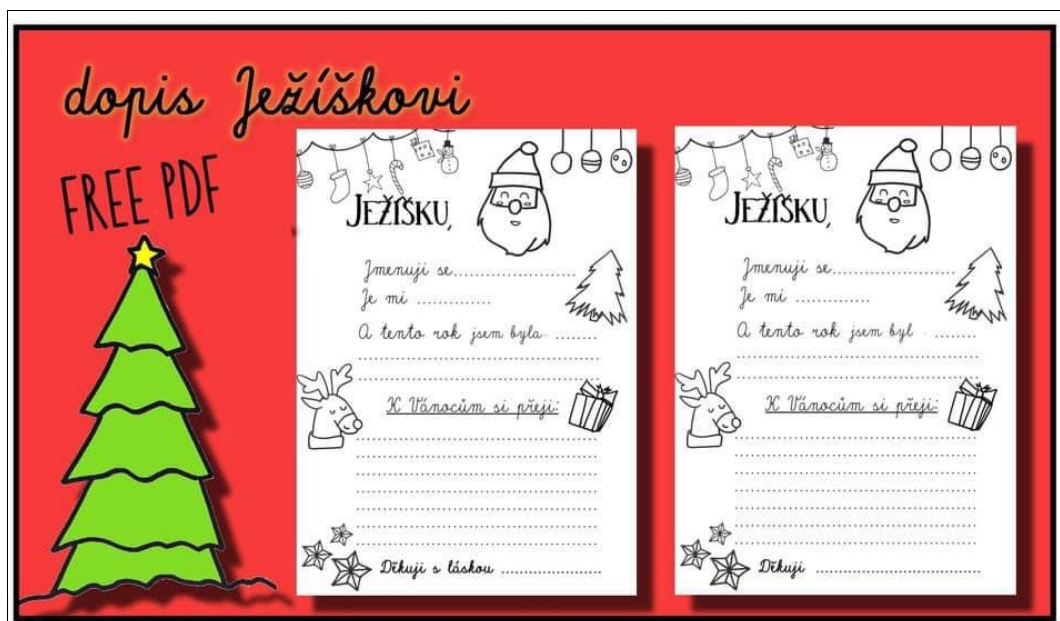 dopis Ježíškovi
FREE PDF
JEŽÍŠKU,
Jmenuji se........................
Je mi ..............
A tento rok jsem byla ........
K Vánocům si přeji:
Děkuji s láskou ........................
JEŽÍŠKU,
Jmenuji se........................
Je mi ..............
A tento rok jsem byl ........
K Vánocům si přeji:
Děkuji ........................